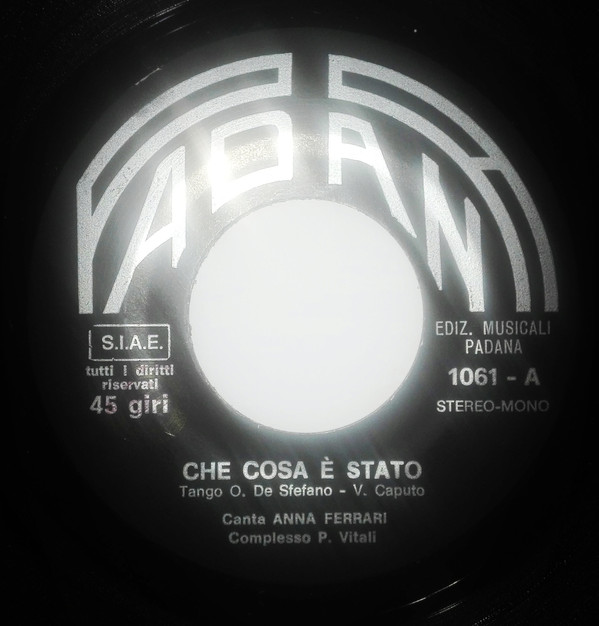 PADANA
S.I.A.E.
tutti i diritti
riservati
45 giri
EDIZ. MUSICALI
PADANA
1061 - A
STEREO-MONO
CHE COSA È STATO
Tango O. De Sfefano - V. Caputo
Canta ANNA FERRARI
Complesso P. Vitali